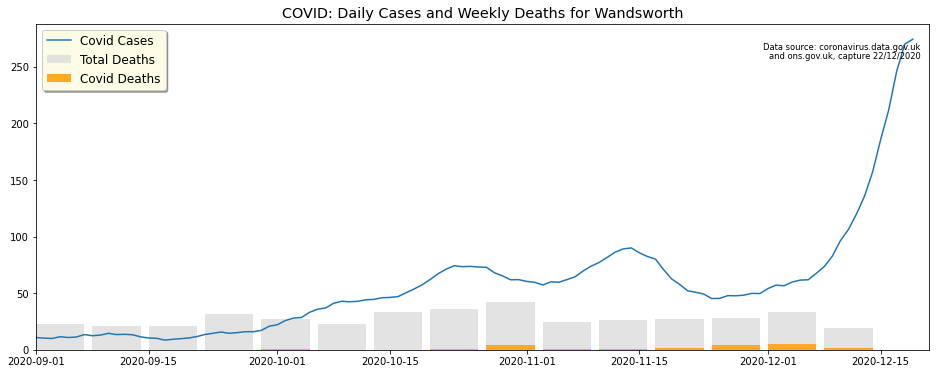 COVID: Daily Cases and Weekly Deaths for Wandsworth
Covid Cases
Total Deaths
Covid Deaths
Data source: coronavirus.data.gov.uk
and ons.gov.uk, capture 22/12/2020
250
200
150
100
50
0
2020-09-01
2020-09-15
2020-10-01
2020-10-15
2020-11-01
2020-11-15
2020-12-01
2020-12-15